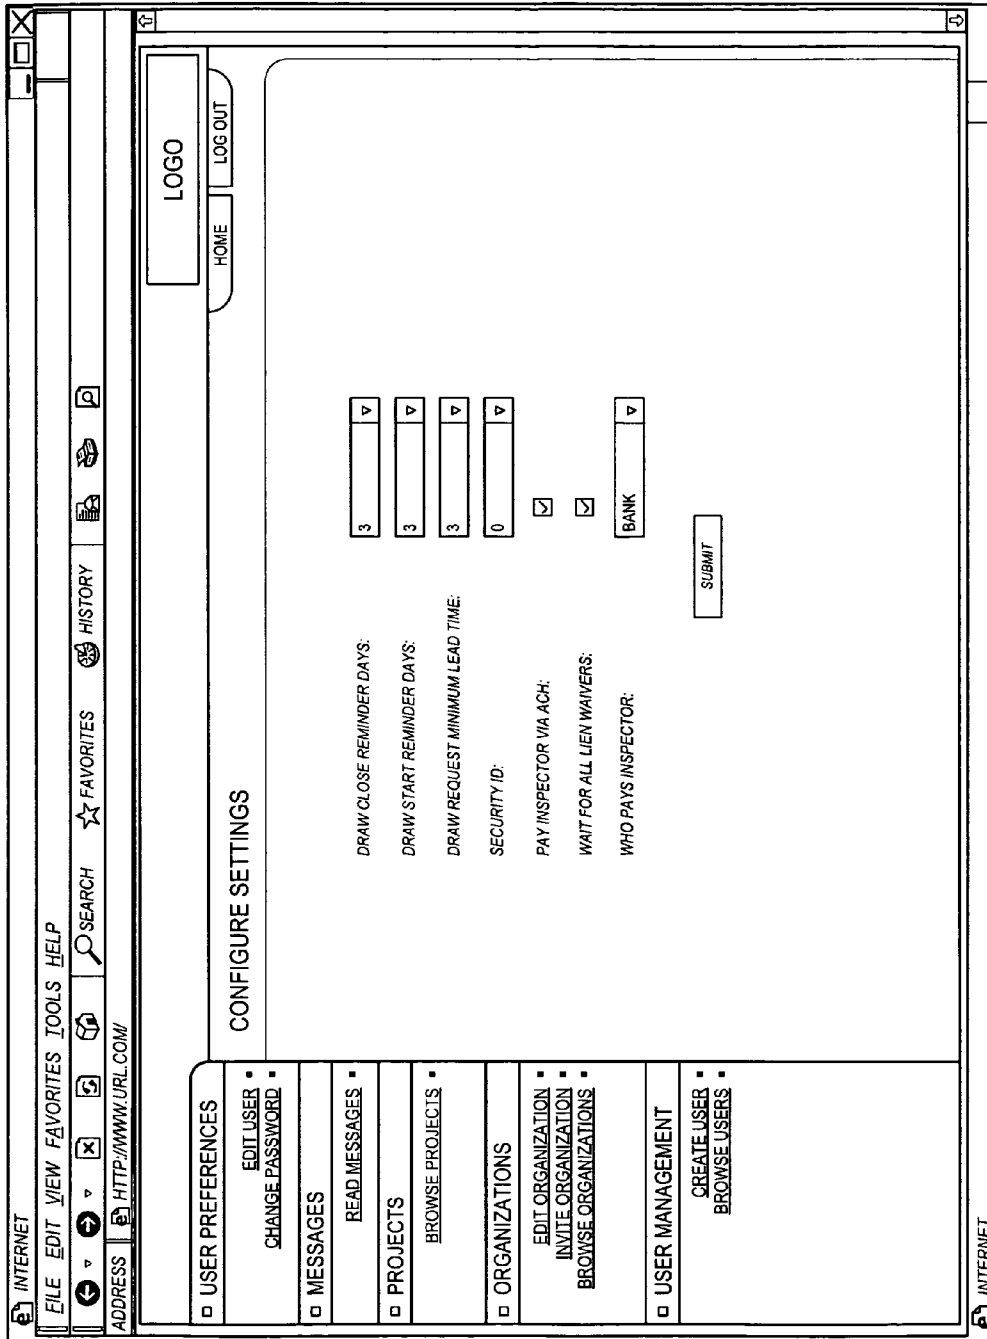 INTERNET
FILE EDIT VIEW FAVORITES TOOLS HELP
SEARCH FAVORITES HISTORY
ADDRESS HTTP://WWW.URL.COM/
LOGO
HOME LOG OUT
USER PREFERENCES
EDIT USER
CHANGE PASSWORD
MESSAGES
READ MESSAGES
PROJECTS
BROWSE PROJECTS
ORGANIZATIONS
EDIT ORGANIZATION
INVITE ORGANIZATION
BROWSE ORGANIZATIONS
USER MANAGEMENT
CREATE USER
BROWSE USERS
CONFIGURE SETTINGS
DRAW CLOSE REMINDER DAYS: 3
DRAW START REMINDER DAYS: 3
DRAW REQUEST MINIMUM LEAD TIME: 3
SECURITY ID: 0
PAY INSPECTOR VIA ACH:
WAIT FOR ALL LIEN WAIVERS:
WHO PAYS INSPECTOR: BANK
SUBMIT
INTERNET